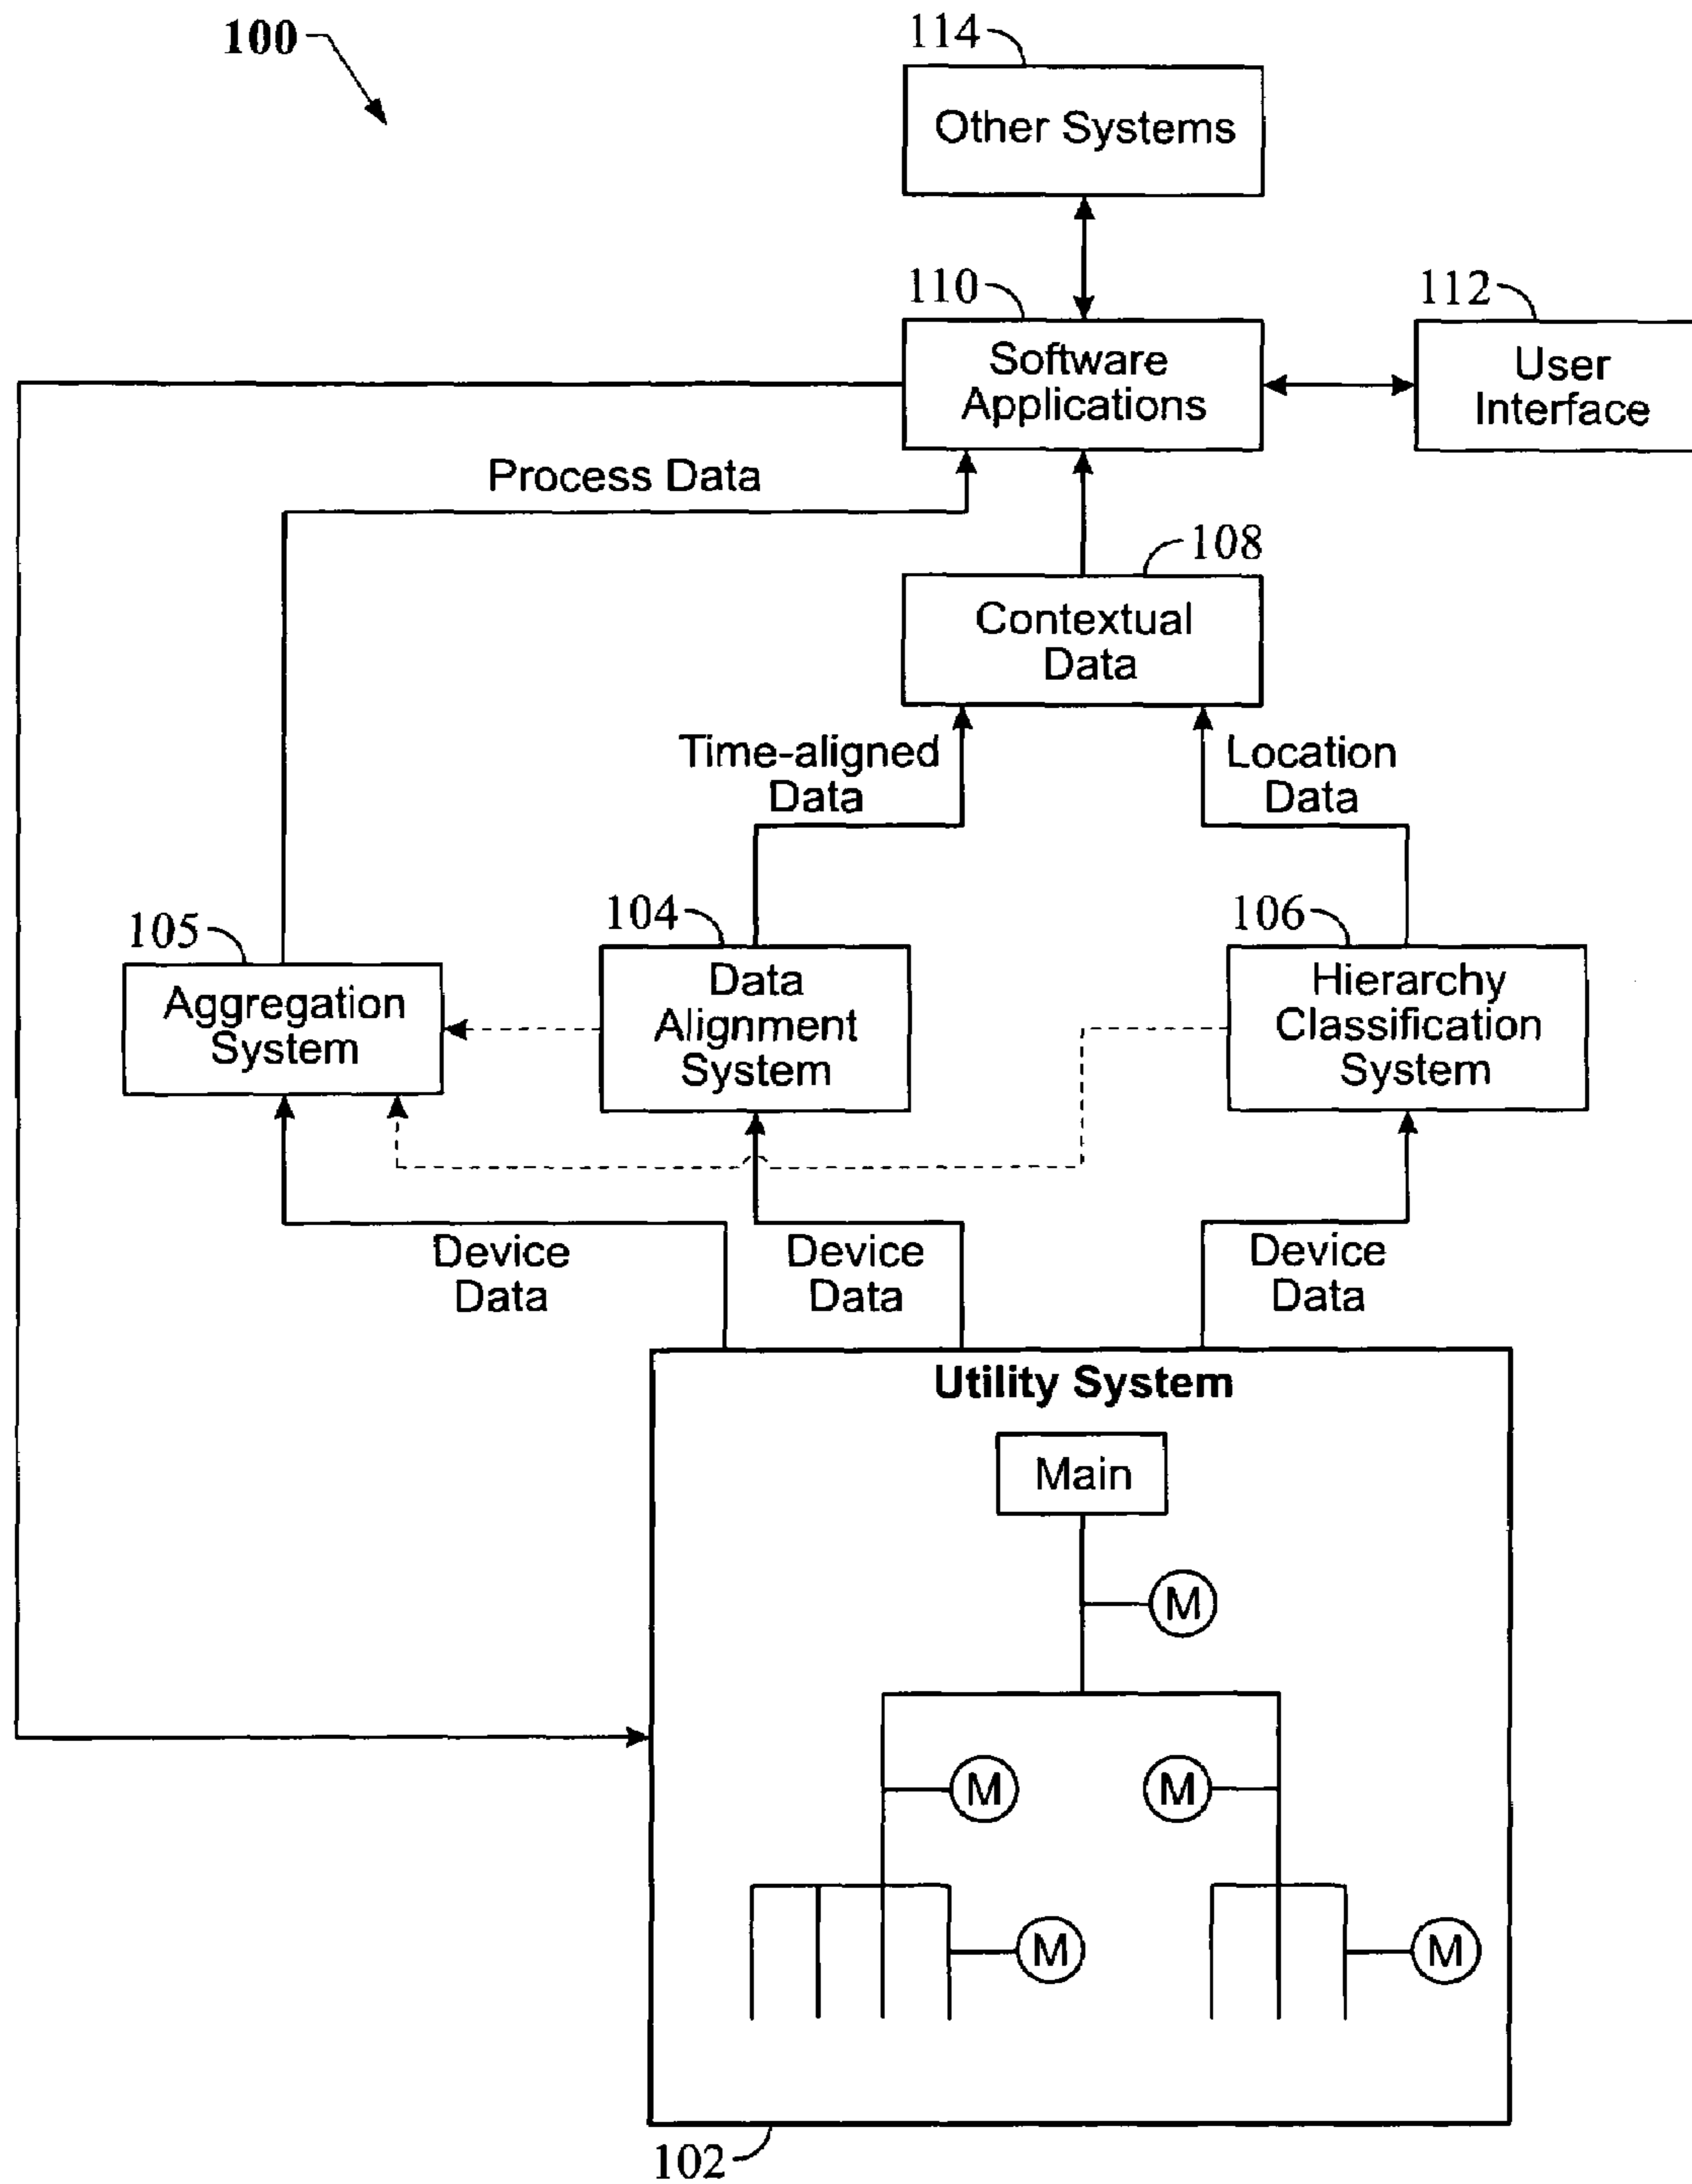 100
114
Other Systems
110
112
Software
Applications
User
Interface
Process Data
108
Contextual
Data
Time-aligned
Data
Location
Data
105
104
106
Aggregation
System
Data
Alignment
System
Hierarchy
Classification
System
Device
Data
Device
Data
Device
Data
Utility System
Main
M
M
M
M
M
102